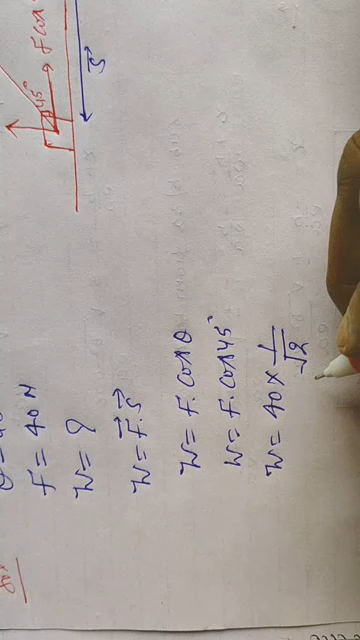 F cos
45°
S
F = 40 N
W = ?
W = F. S
W = F. cosθ
W = F. cos45°
W = 40 × 1/√2